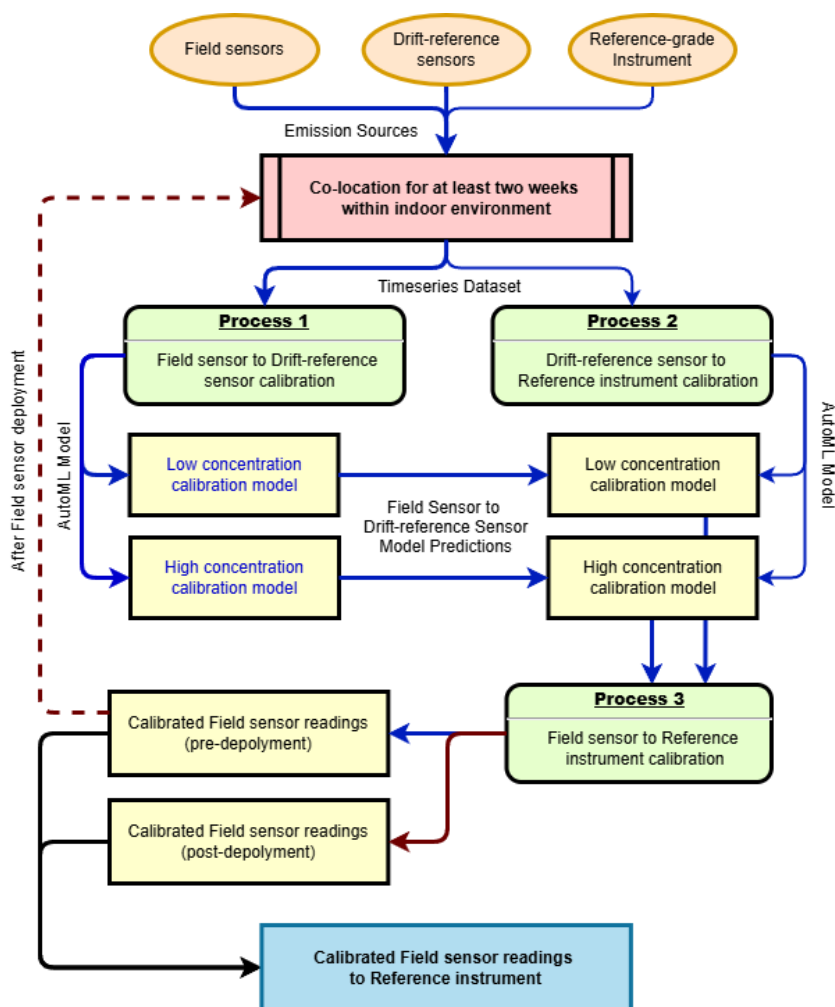 Field sensors
Drift-reference
sensors
Reference-grade
Instrument
Emission Sources
Co-location for at least two weeks
within indoor environment
Timeseries Dataset
Process 1
Field sensor to Drift-reference
sensor calibration
Process 2
Drift-reference sensor to
Reference instrument calibration
After Field sensor deployment
AutoML Model
AutoML Model
Low concentration
calibration model
Low concentration
calibration model
Field Sensor to
Drift-reference Sensor
Model Predictions
High concentration
calibration model
High concentration
calibration model
Process 3
Field sensor to Reference
instrument calibration
Calibrated Field sensor readings
(pre-depolyment)
Calibrated Field sensor readings
(post-depolyment)
Calibrated Field sensor readings
to Reference instrument